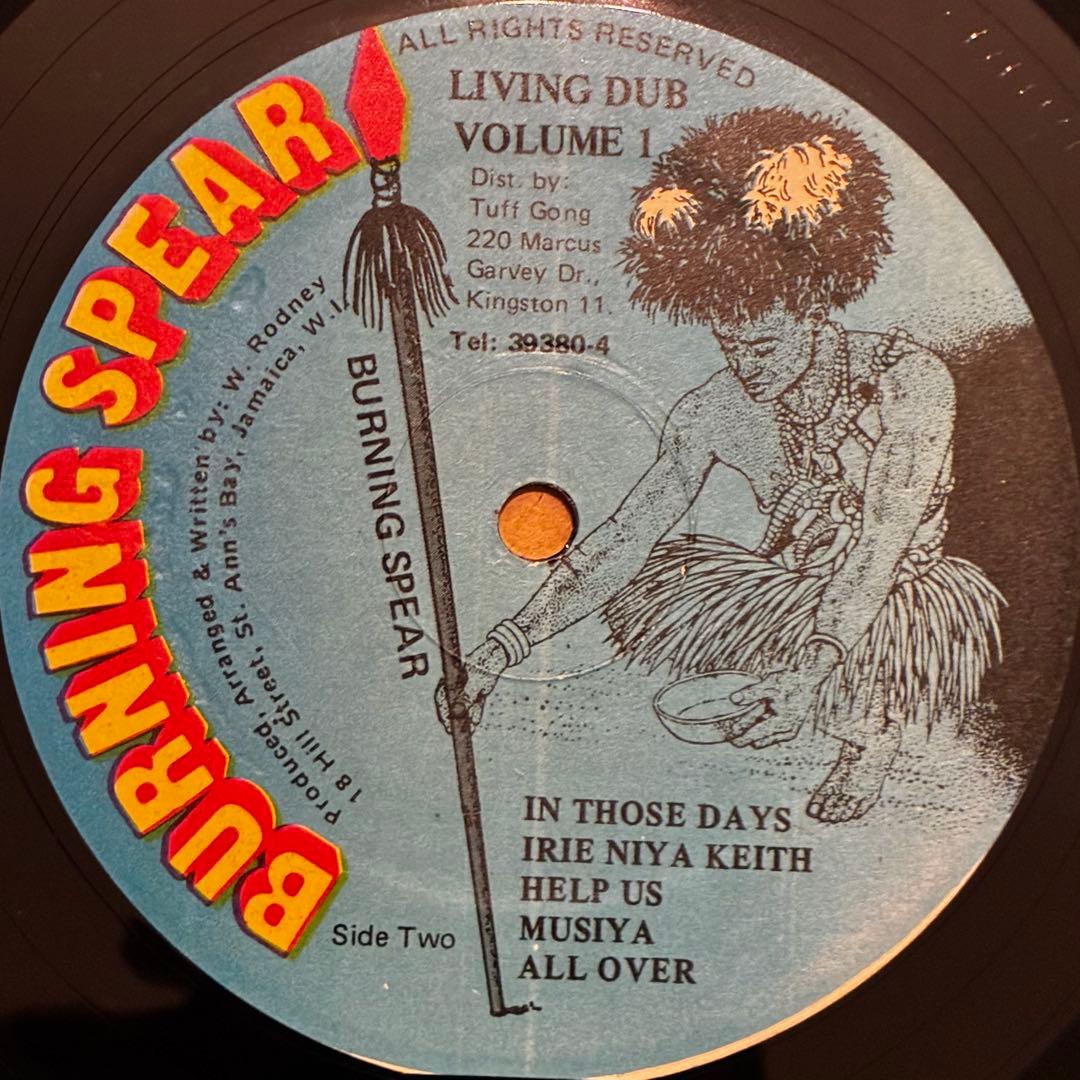 ALL RIGHTS RESERVED
BURNING SPEAR
LIVING DUB
VOLUME 1
Dist. by:
Tuff Gong
220 Marcus
Garvey Dr.,
Kingston 11.
Tel: 39380-4
Produced, Arranged & Written by: W. Rodney
18 Hill Street, St. Ann's Bay, Jamaica, W.I.
BURNING SPEAR
IN THOSE DAYS
IRIE NIYA KEITH
HELP US
MUSIYA
ALL OVER
Side Two